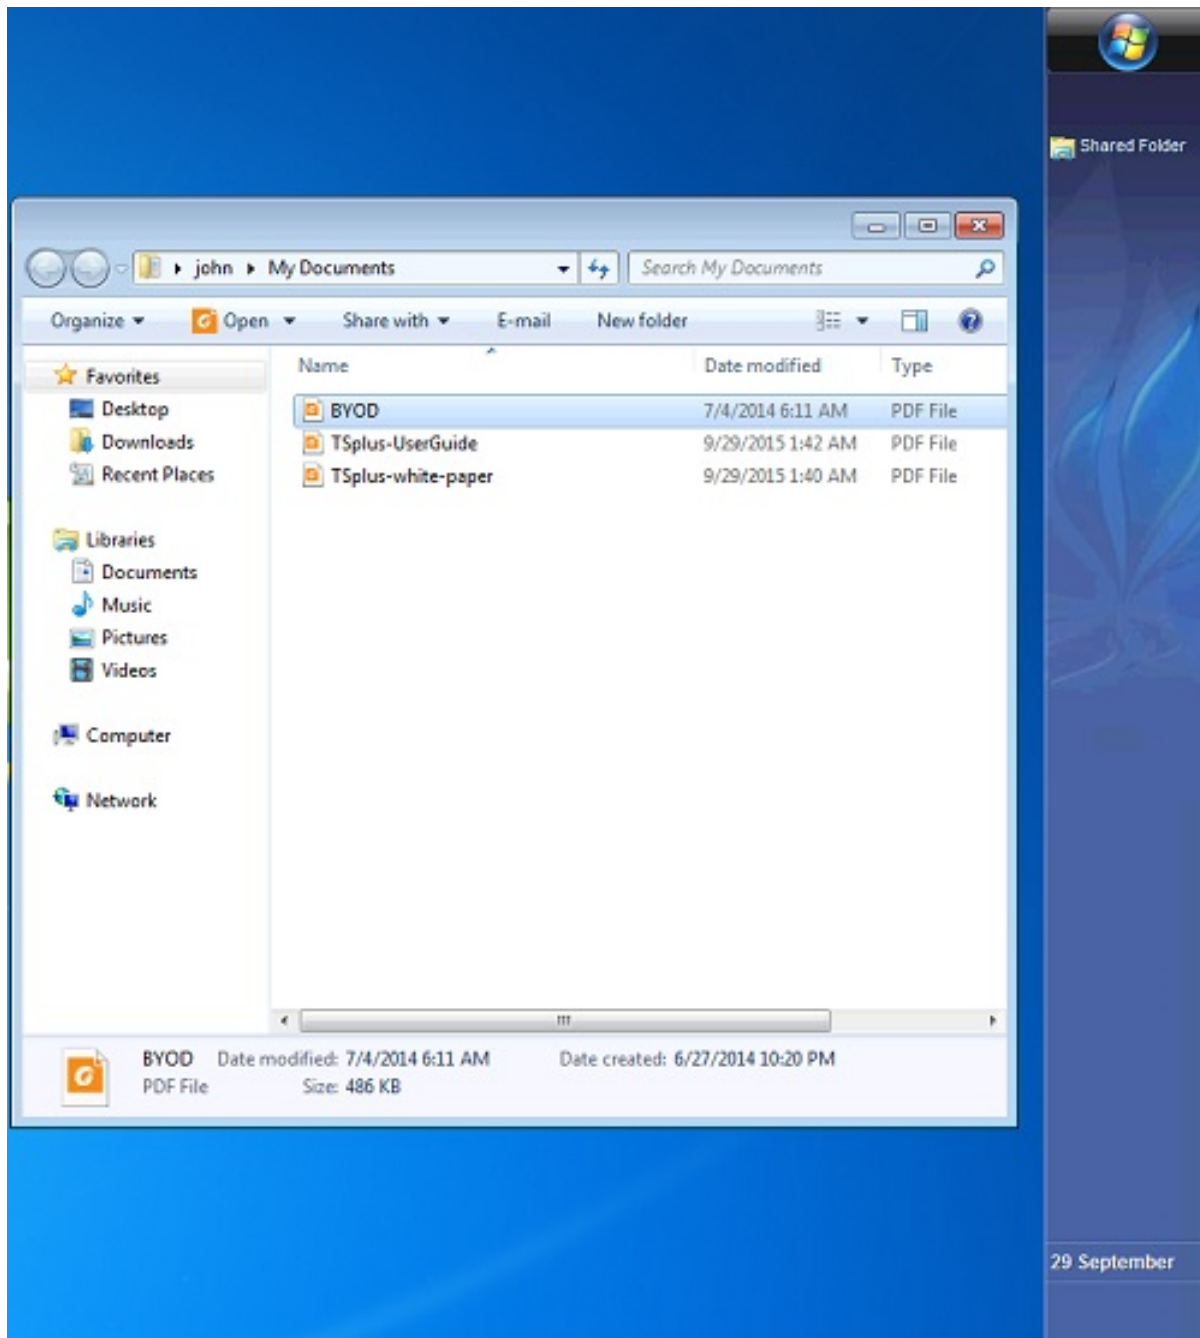 Shared Folder
john My Documents
Search My Documents
Organize Open Share with E-mail New folder
Name Date modified Type
Favorites
Desktop
Downloads
Recent Places
Libraries
Documents
Music
Pictures
Videos
Computer
Network
BYOD 7/4/2014 6:11 AM PDF File
TSplus-UserGuide 9/29/2015 1:42 AM PDF File
TSplus-white-paper 9/29/2015 1:40 AM PDF File
BYOD Date modified: 7/4/2014 6:11 AM Date created: 6/27/2014 10:20 PM
PDF File Size: 486 KB
29 September